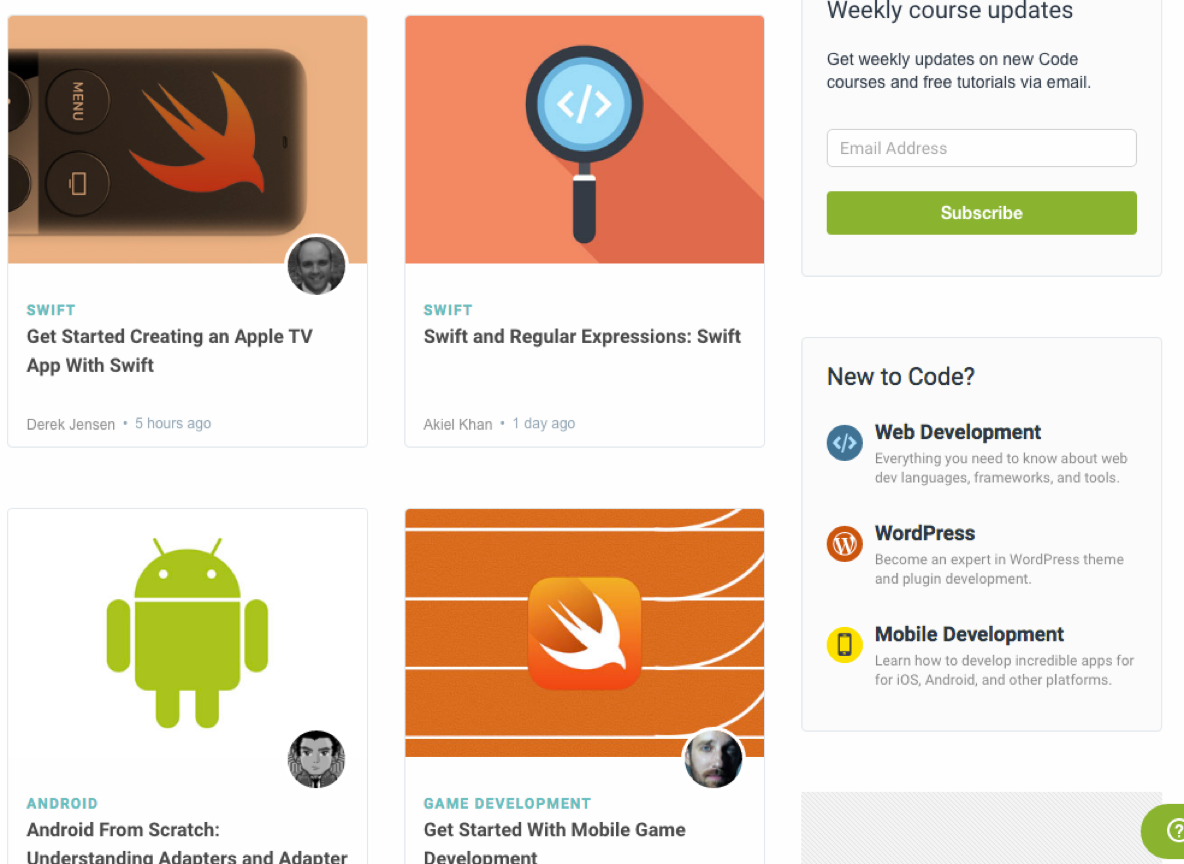 MENU
SWIFT
Get Started Creating an Apple TV
App With Swift
Derek Jensen • 5 hours ago
</>
SWIFT
Swift and Regular Expressions: Swift
Akiel Khan • 1 day ago
ANDROID
Android From Scratch:
Understanding Adapters and Adapter
GAME DEVELOPMENT
Get Started With Mobile Game
Development
Weekly course updates
Get weekly updates on new Code
courses and free tutorials via email.
Email Address
Subscribe
New to Code?
</>
Web Development
Everything you need to know about web
dev languages, frameworks, and tools.
W
WordPress
Become an expert in WordPress theme
and plugin development.
Mobile Development
Learn how to develop incredible apps for
for iOS, Android, and other platforms.
?